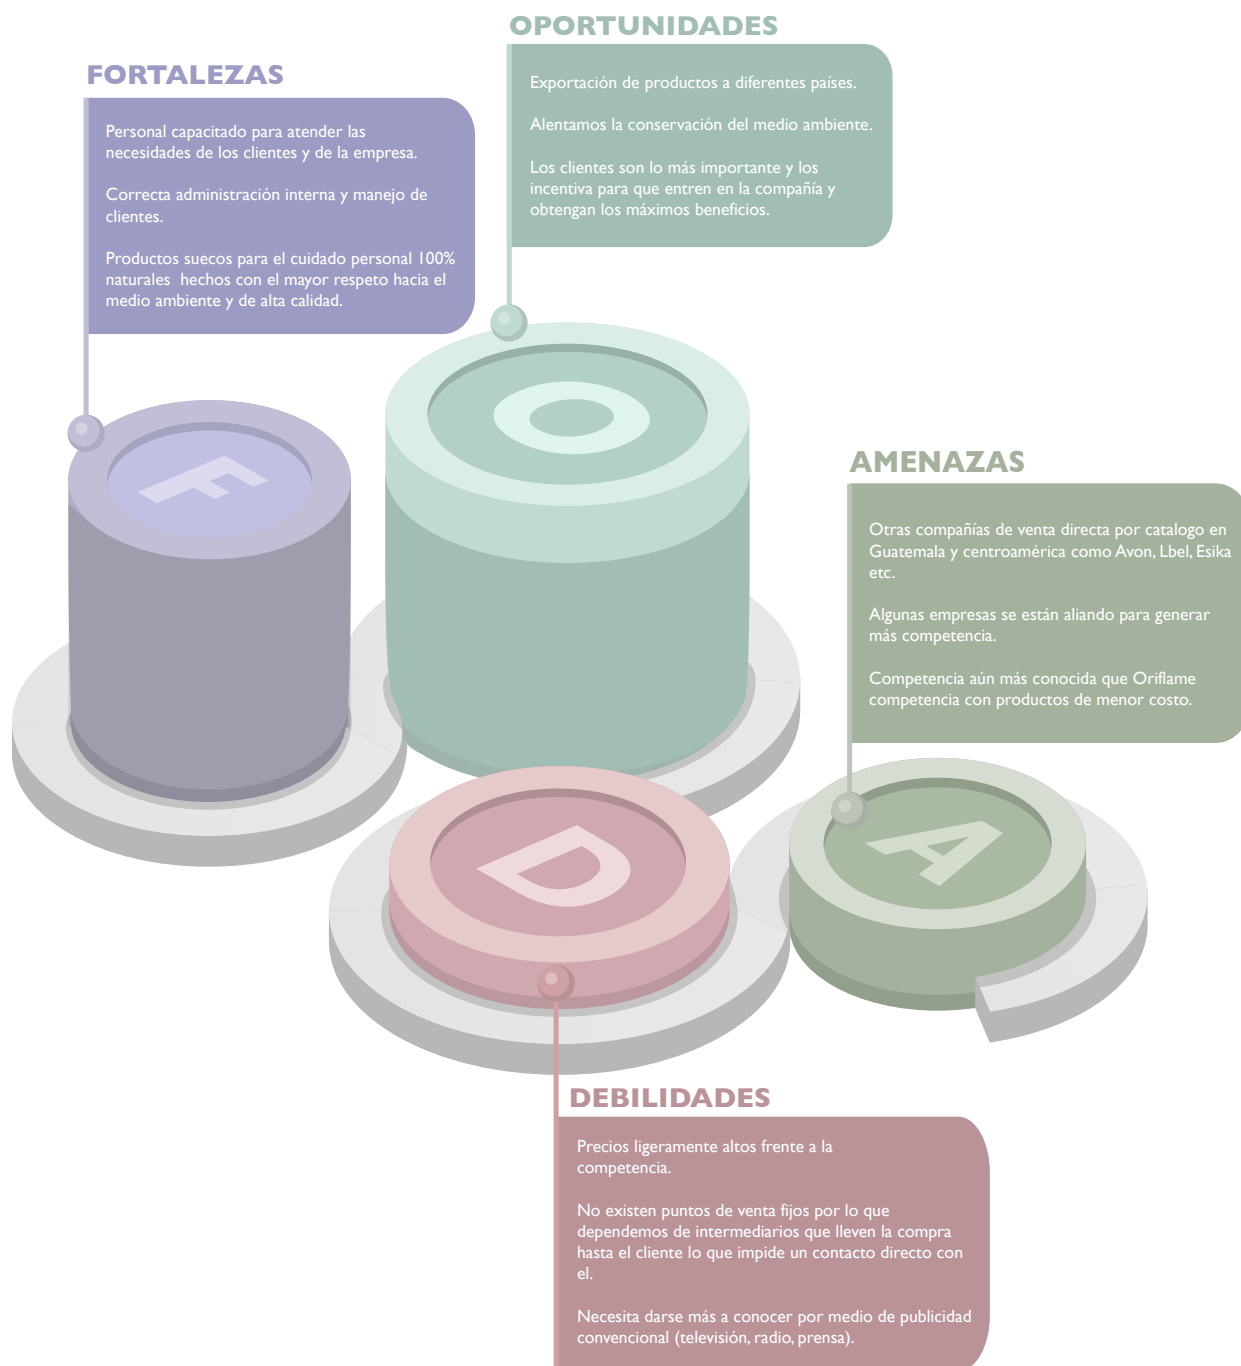 OPORTUNIDADES
Exportación de productos a diferentes países.
Alentamos la conservación del medio ambiente.
Los clientes son lo más importante y los
incentiva para que entren en la compañía y
obtengan los máximos beneficios.
FORTALEZAS
Personal capacitado para atender las
necesidades de los clientes y de la empresa.
Correcta administración interna y manejo de
clientes.
Productos suecos para el cuidado personal 100%
naturales  hechos con el mayor respeto hacia el
medio ambiente y de alta calidad.
O
F
AMENAZAS
Otras compañías de venta directa por catalogo en
Guatemala y centroamérica como Avon, Lbel, Esika
etc.
Algunas empresas se están aliando para generar
más competencia.
Competencia aún más conocida que Oriflame
competencia con productos de menor costo.
D
A
DEBILIDADES
Precios ligeramente altos frente a la
competencia.
No existen puntos de venta fijos por lo que
dependemos de intermediarios que lleven la compra
hasta el cliente lo que impide un contacto directo con
el.
Necesita darse más a conocer por medio de publicidad
convencional (televisión, radio, prensa).